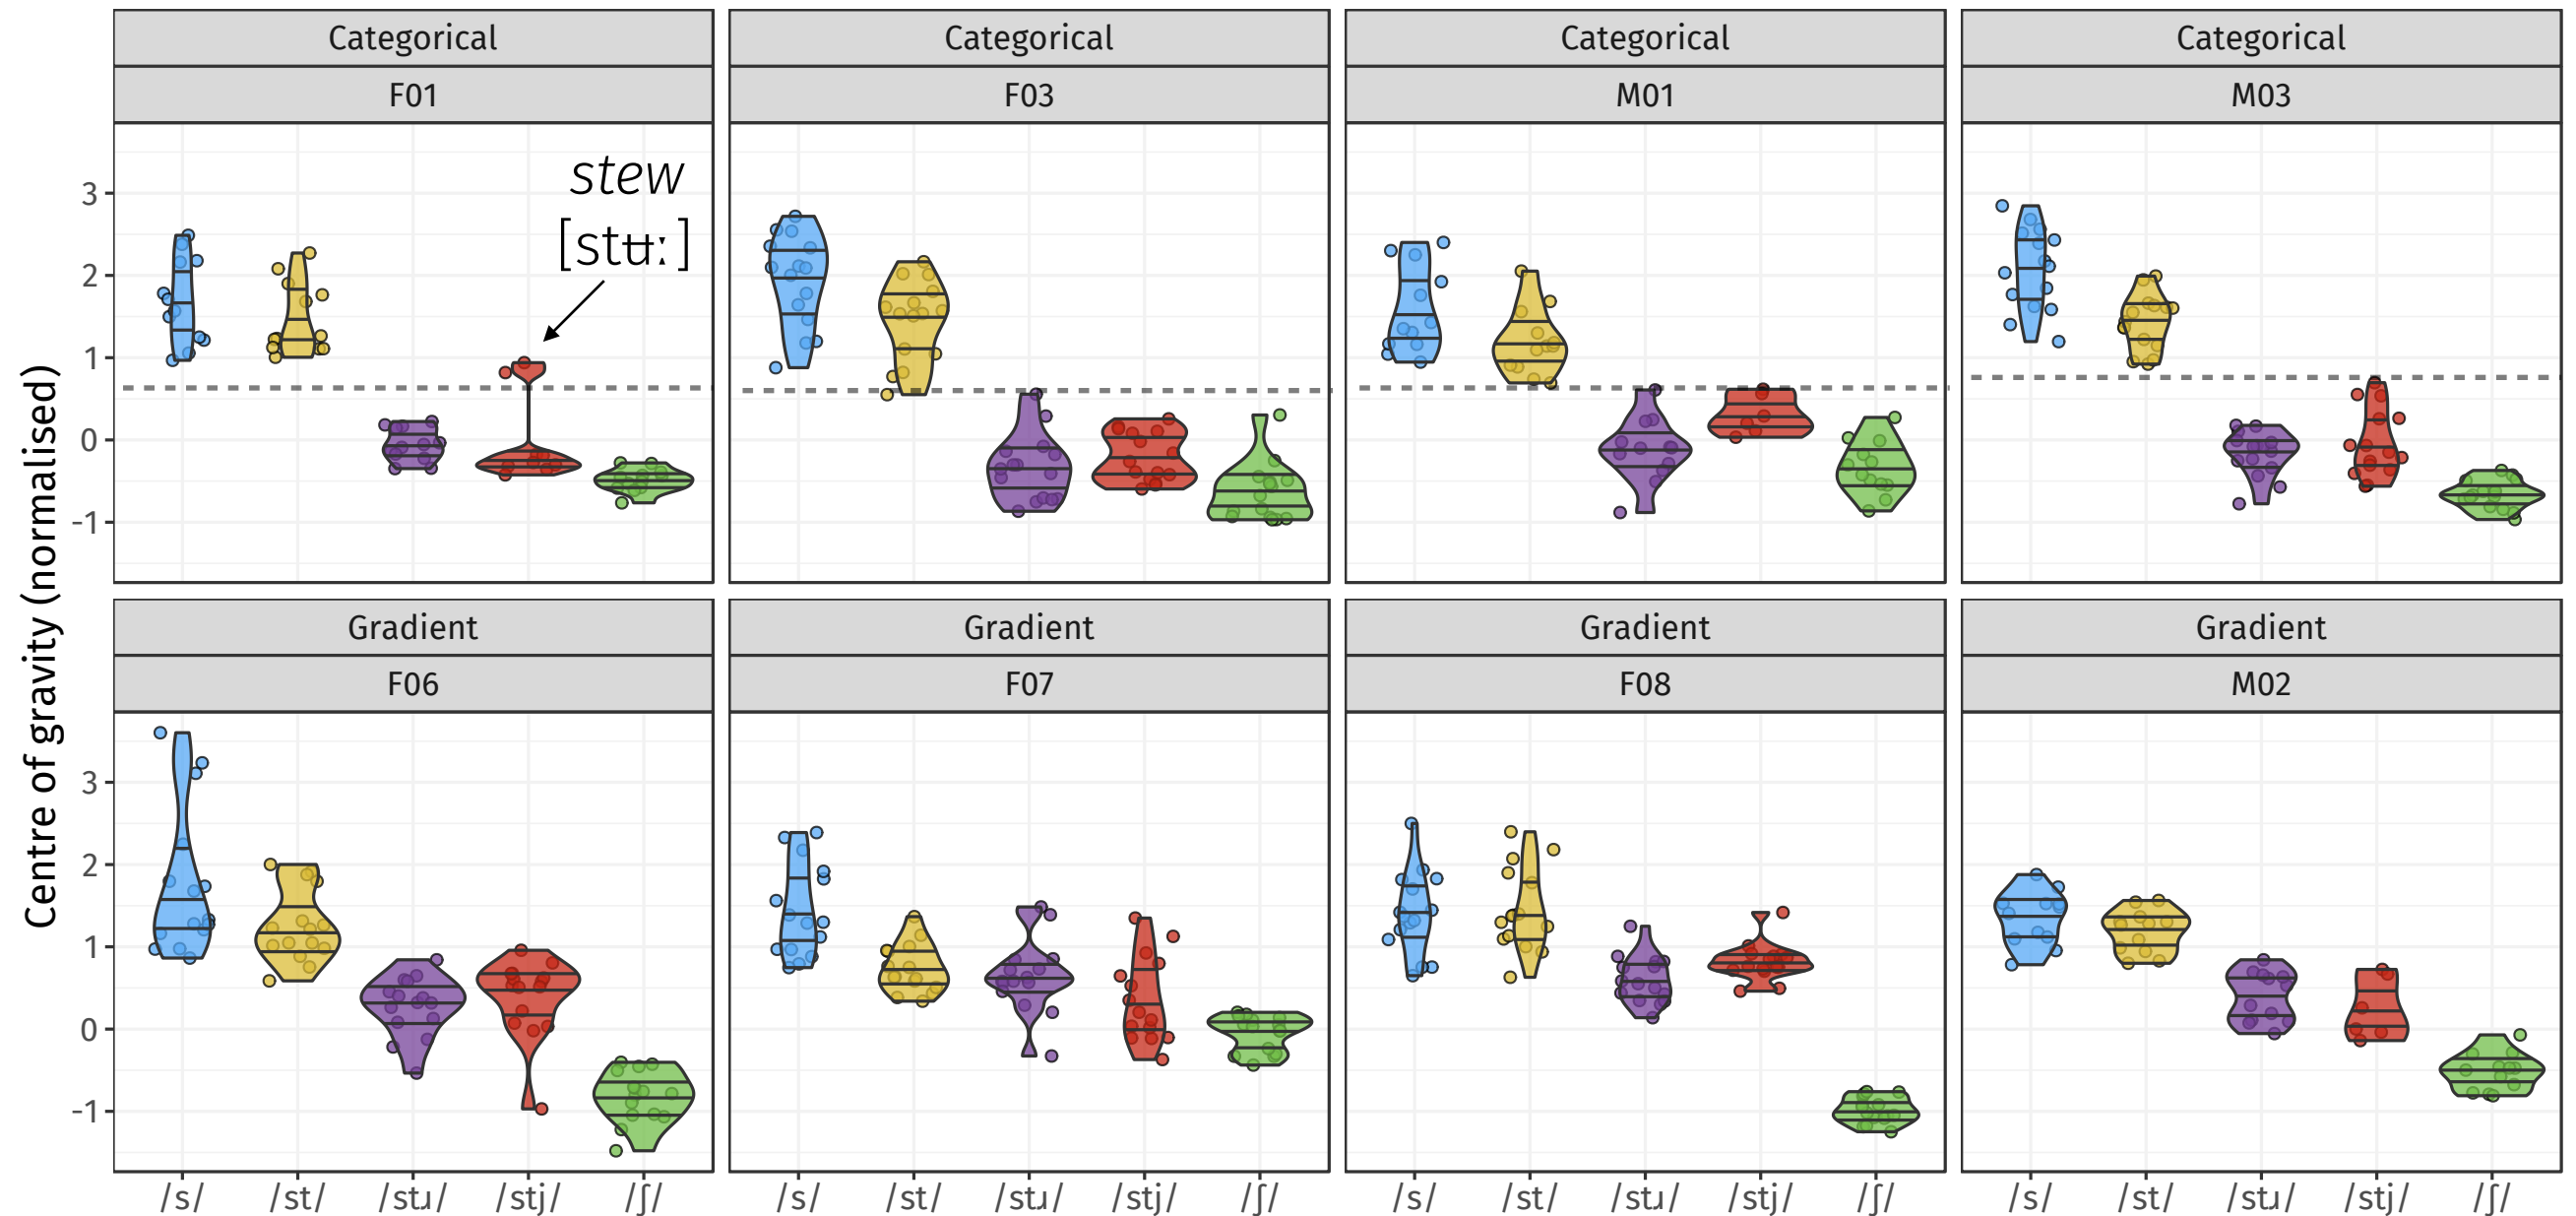 Categorical Categorical Categorical Categorical
F01 F03 M01 M03
stew
[stʉː]
3
2
1
0
-1
Centre of gravity (normalised)
Gradient Gradient Gradient Gradient
F06 F07 F08 M02
3
2
1
0
-1
/s/ /st/ /stɹ/ /stj/ /ʃ/ /s/ /st/ /stɹ/ /stj/ /ʃ/ /s/ /st/ /stɹ/ /stj/ /ʃ/ /s/ /st/ /stɹ/ /stj/ /ʃ/